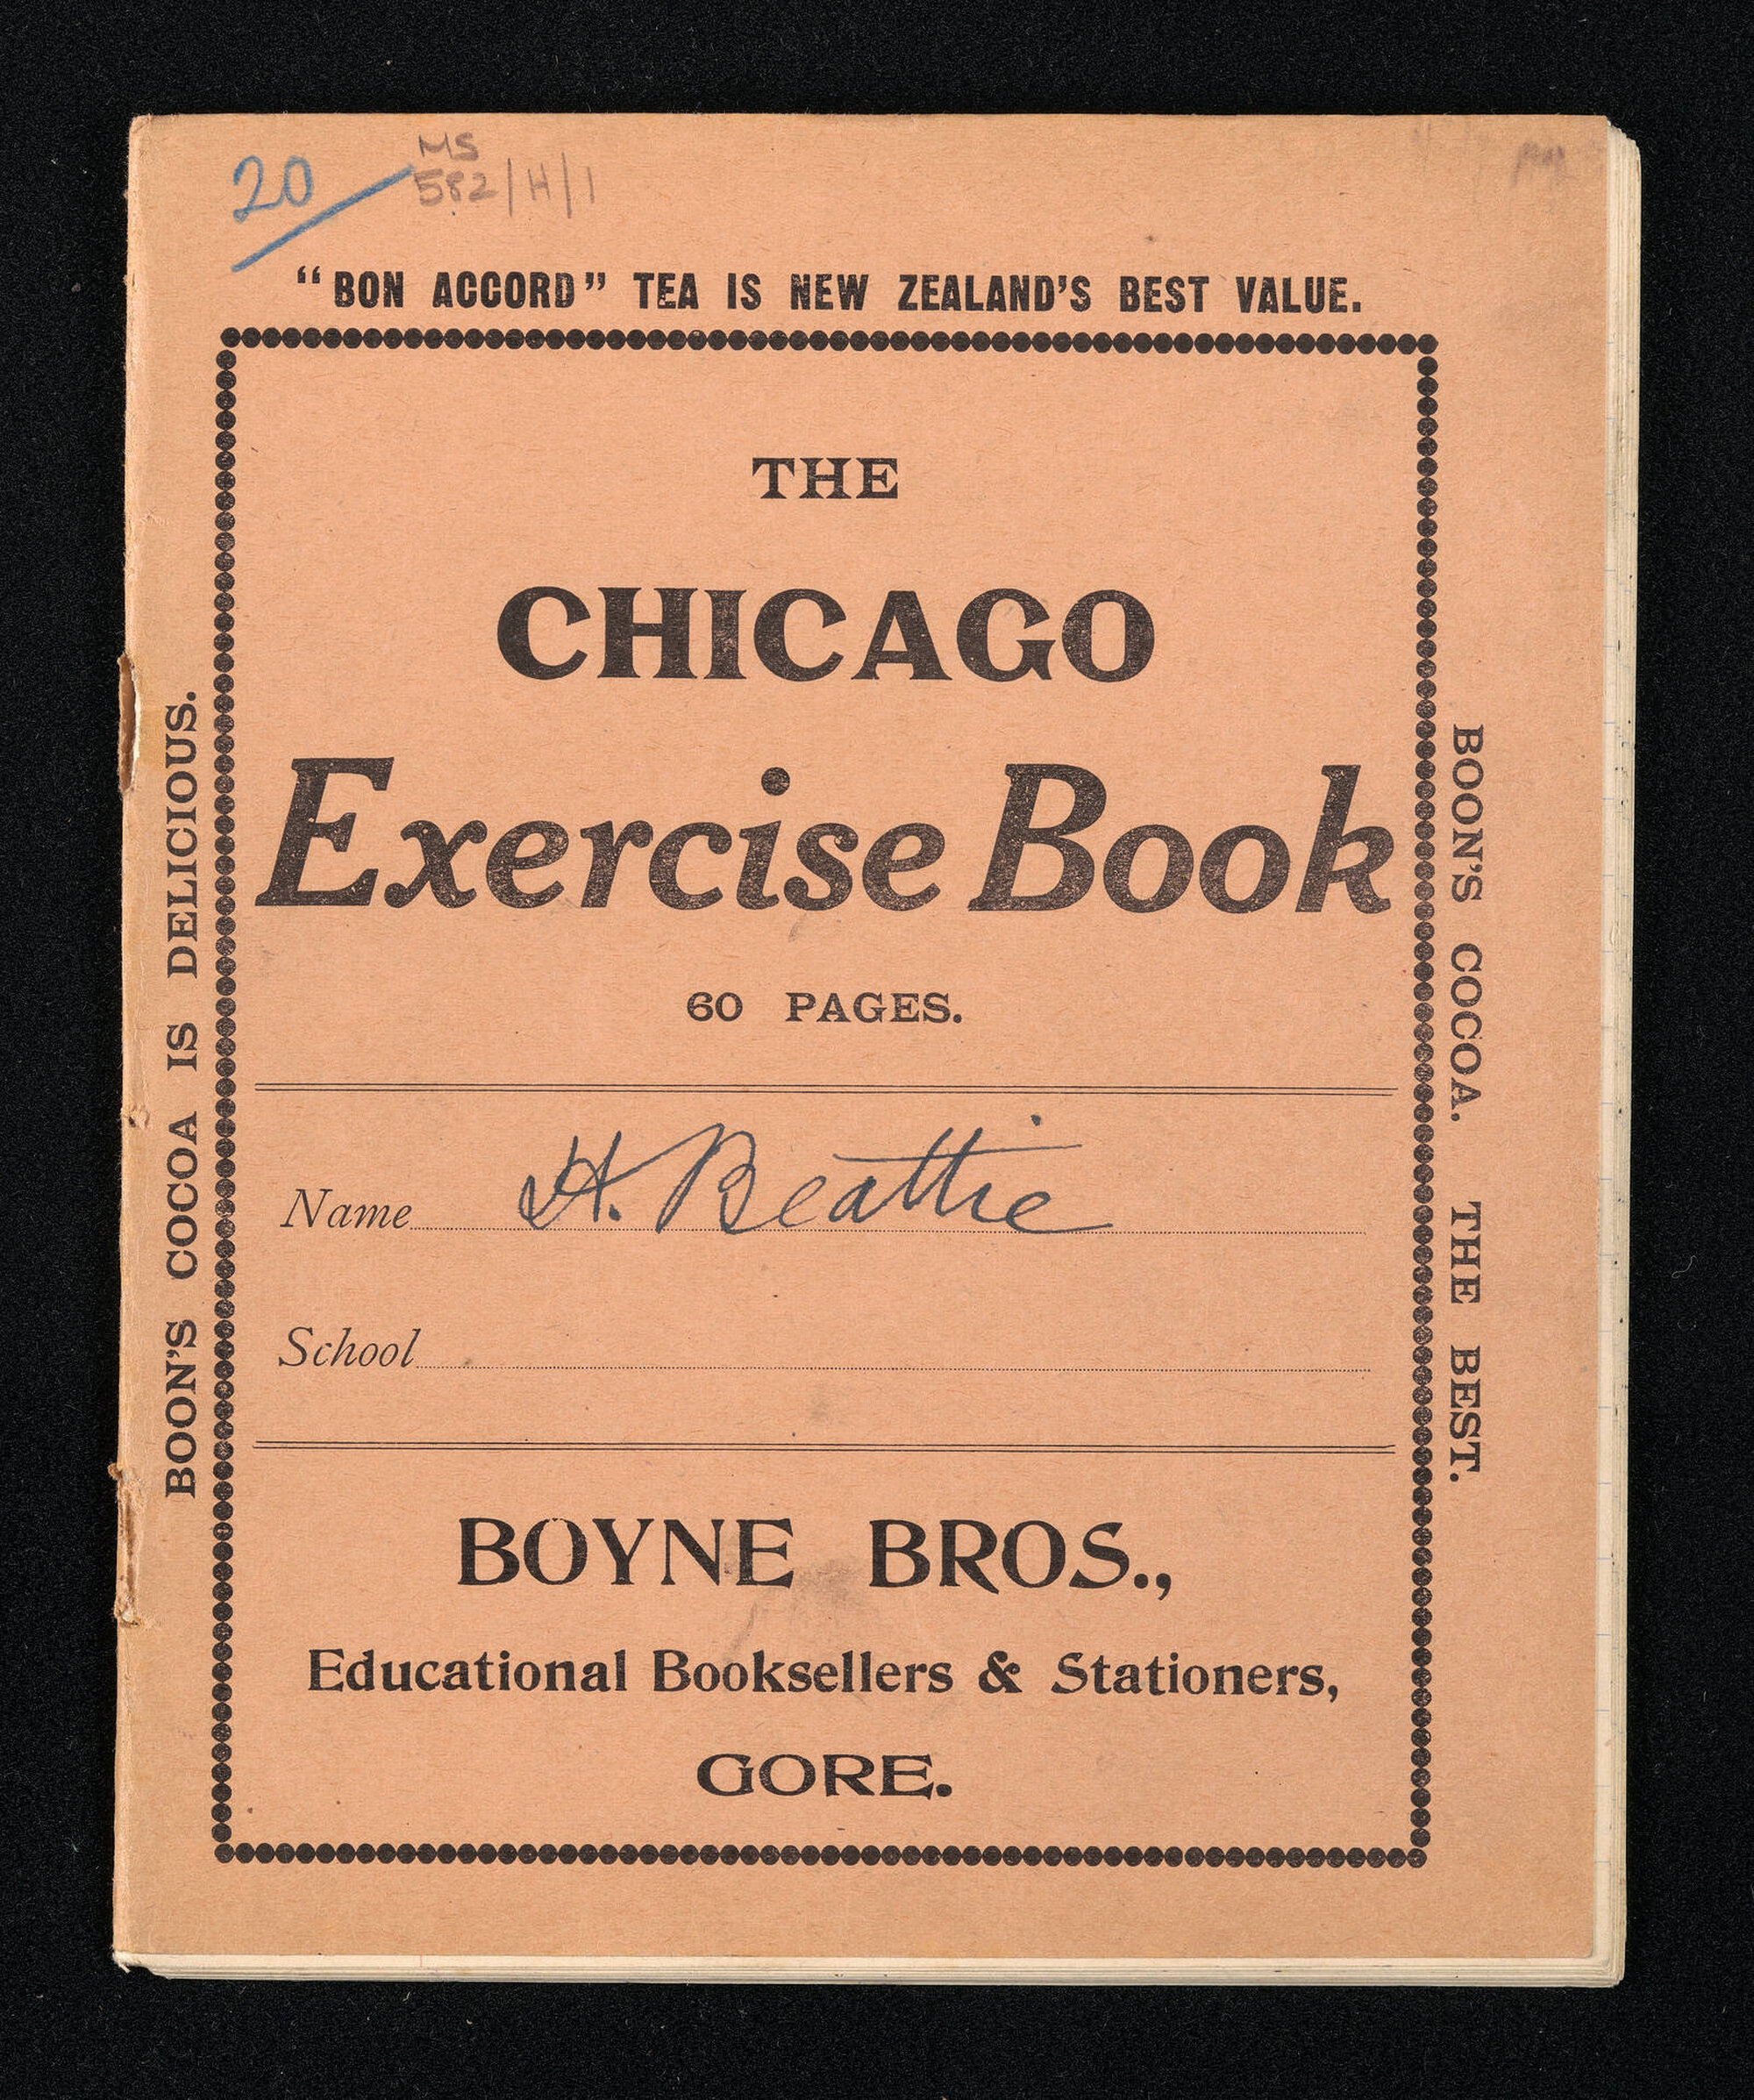 20
MS
582/H/1
"BON ACCORD" TEA IS NEW ZEALAND'S BEST VALUE.
THE
CHICAGO
Exercise Book
60 PAGES.
Name H. Beattie
School
BOYNE BROS.,
Educational Booksellers & Stationers,
GORE.
BOON'S COCOA IS DELICIOUS.
BOON'S COCOA. THE BEST.